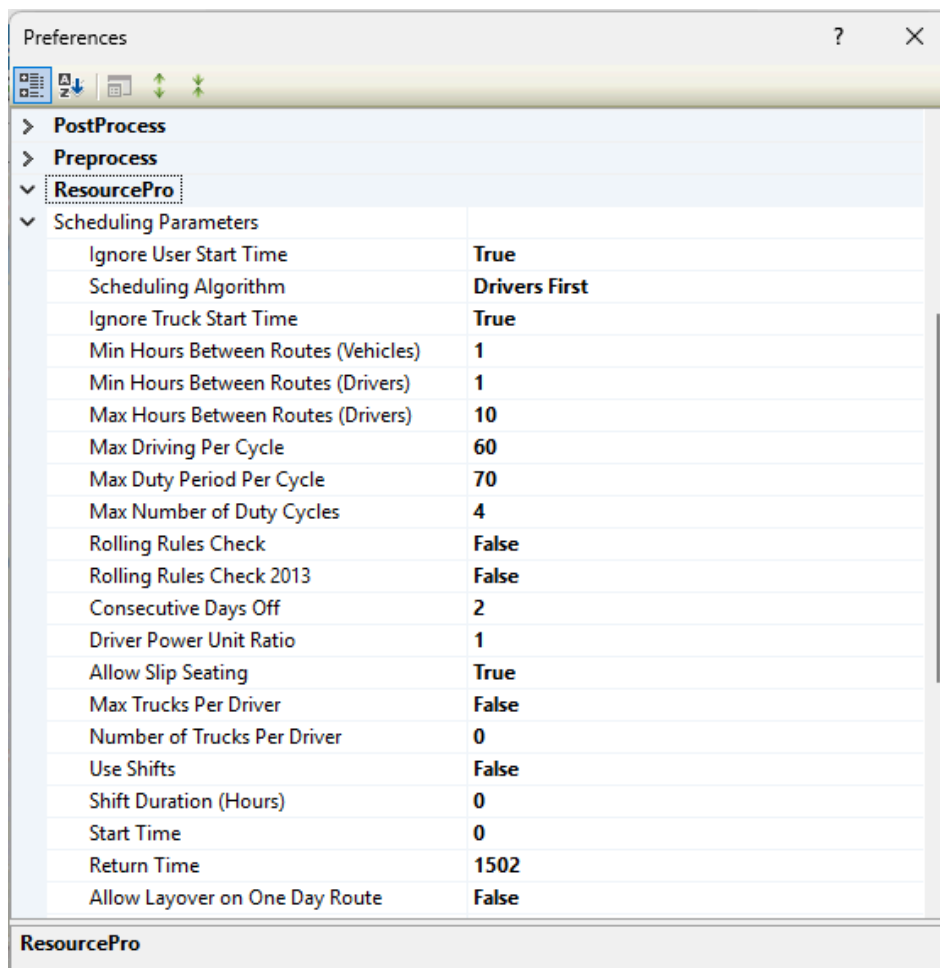 Preferences ?
PostProcess
Preprocess
ResourcePro
Scheduling Parameters
Ignore User Start Time True
Scheduling Algorithm Drivers First
Ignore Truck Start Time True
Min Hours Between Routes (Vehicles) 1
Min Hours Between Routes (Drivers) 1
Max Hours Between Routes (Drivers) 10
Max Driving Per Cycle 60
Max Duty Period Per Cycle 70
Max Number of Duty Cycles 4
Rolling Rules Check False
Rolling Rules Check 2013 False
Consecutive Days Off 2
Driver Power Unit Ratio 1
Allow Slip Seating True
Max Trucks Per Driver False
Number of Trucks Per Driver 0
Use Shifts False
Shift Duration (Hours) 0
Start Time 0
Return Time 1502
Allow Layover on One Day Route False
ResourcePro